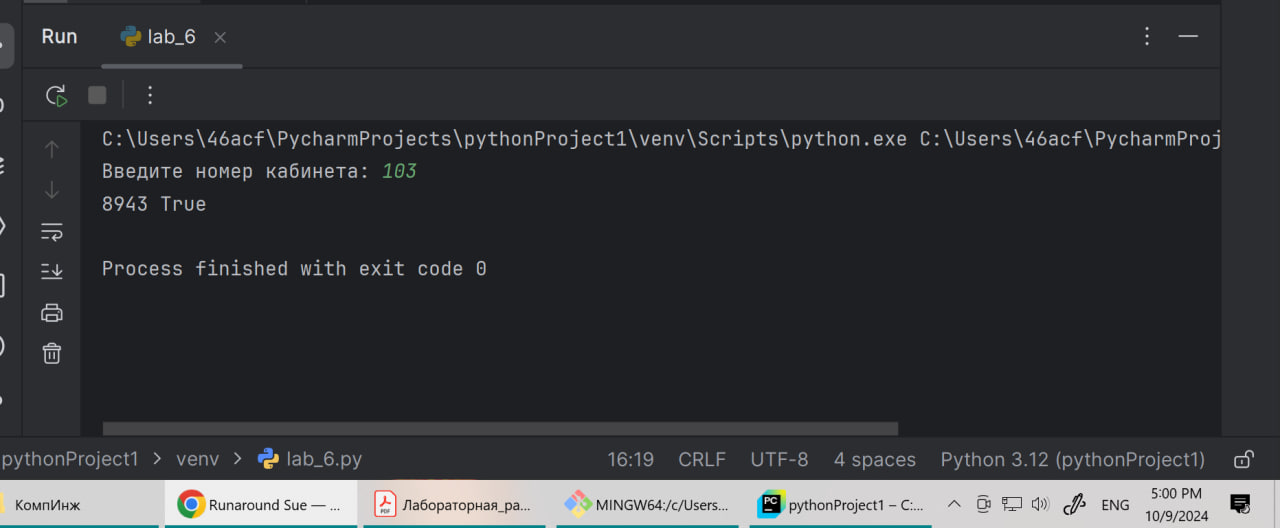 Run lab_6
C:\Users\46acf\PycharmProjects\pythonProject1\venv\Scripts\python.exe C:\Users\46acf\PycharmProj
Введите номер кабинета: 103
8943 True
Process finished with exit code 0
pythonProject1 > venv > lab_6.py 16:19 CRLF UTF-8 4 spaces Python 3.12 (pythonProject1)
КомпИнж Runaround Sue — ... Лабораторная_ра... MINGW64:/c/Users... PC pythonProject1 – C:... ENG 5:00 PM
10/9/2024